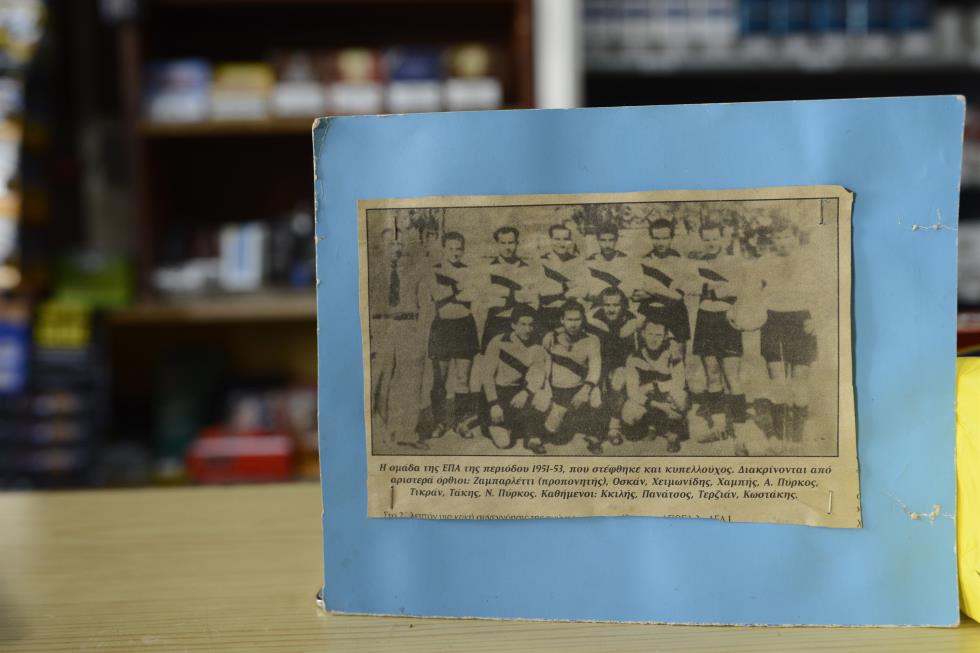 Η ομάδα της ΕΠΑ της περιόδου 1951-53, που στέφθηκε και κυπελλούχος. Διακρίνονται από
αριστερά όρθιοι: Ζαμπαρλέττι (προπονητής), Οσκάν, Χειμωνίδης, Χαμπής, Α. Πύρκος,
Τικράν, Τάκης, Ν. Πύρκος. Καθήμενοι: Κκιλής, Πανάτσος, Τερζιάν, Κωστάκης.